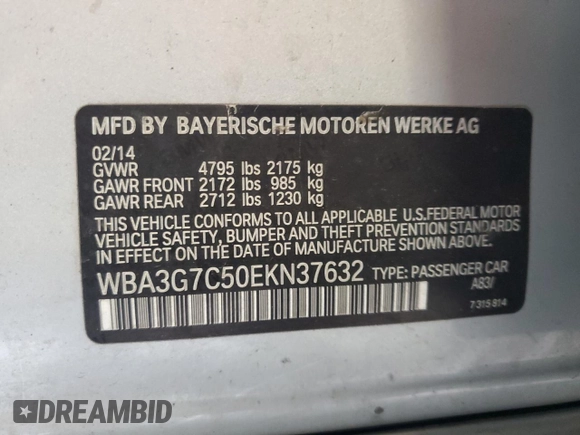 MFD BY BAYERISCHE MOTOREN WERKE AG
02/14
GVWR 4795 lbs 2175 kg
GAWR FRONT 2172 lbs 985 kg
GAWR REAR 2712 lbs 1230 kg
THIS VEHICLE CONFORMS TO ALL APPLICABLE U.S.FEDERAL MOTOR
VEHICLE SAFETY, BUMPER, AND THEFT PREVENTION STANDARDS
IN EFFECT ON THE DATE OF MANUFACTURE SHOWN ABOVE.
WBA3G7C50EKN37632 TYPE: PASSENGER CAR
A83/
7 315 814
DREAMBID